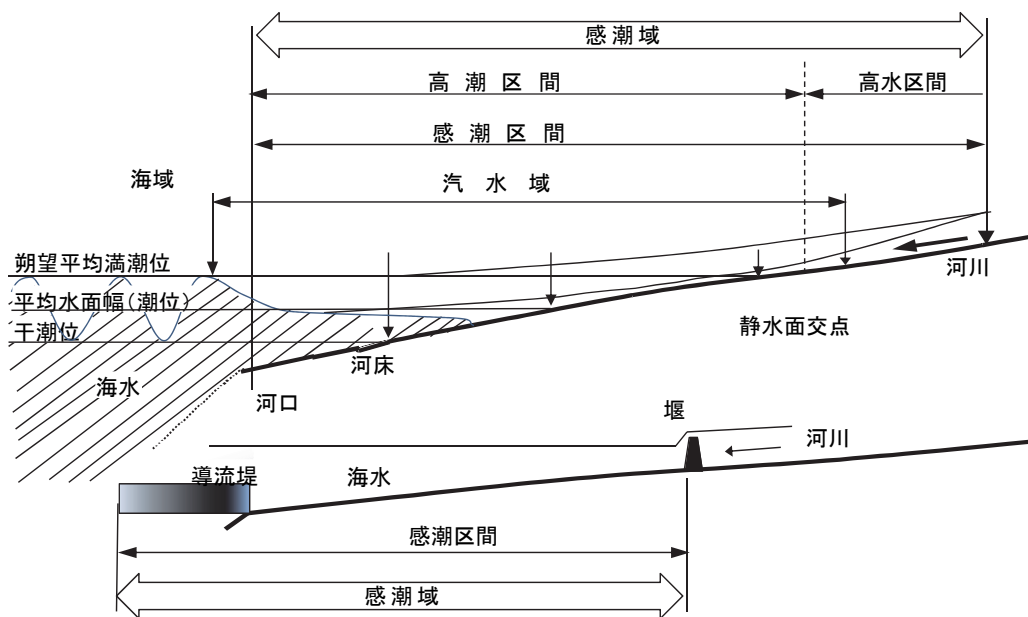 感潮域
高潮区間
高水区間
感潮区間
海域
汽水域
朔望平均満潮位
河川
平均水面幅(潮位)
干潮位
静水面交点
河床
海水
河口
堰
河川
導流堤
海水
感潮区間
感潮域